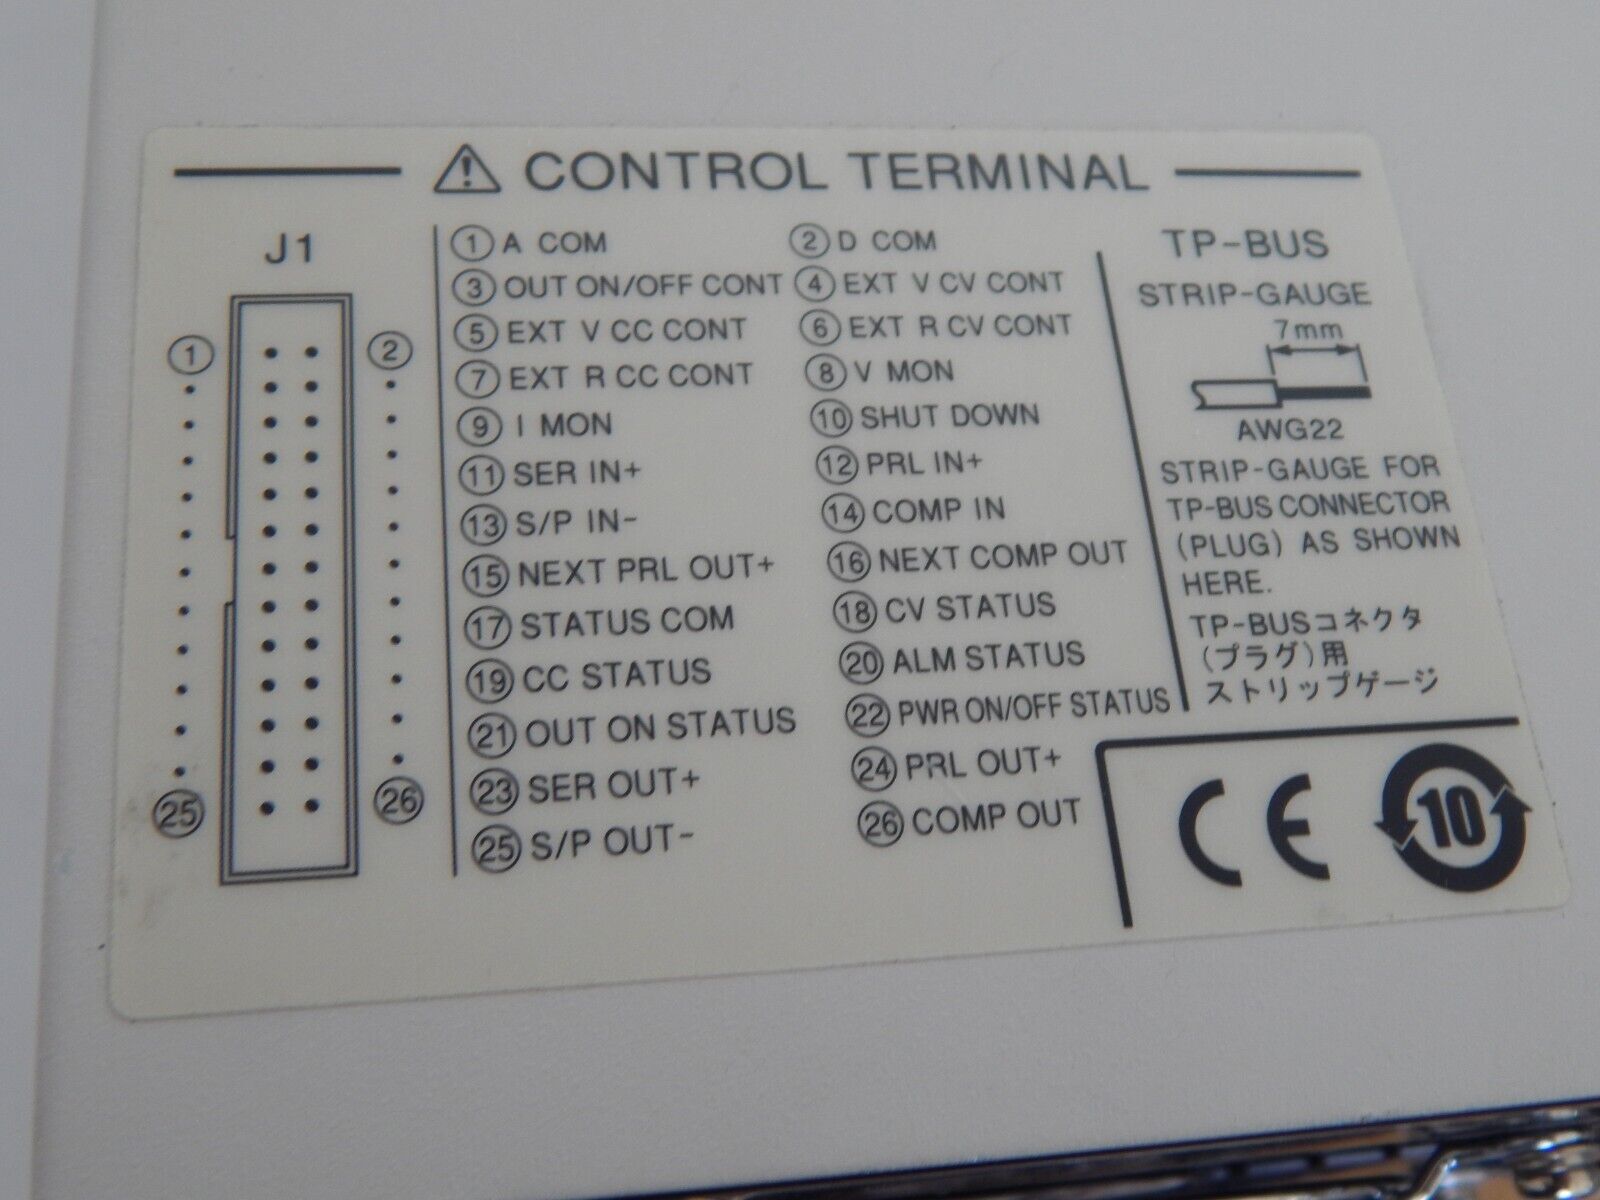 ⚠ CONTROL TERMINAL
J1
① ②
㉕ ㉖
① A COM ② D COM
③ OUT ON/OFF CONT ④ EXT V CV CONT
⑤ EXT V CC CONT ⑥ EXT R CV CONT
⑦ EXT R CC CONT ⑧ V MON
⑨ I MON ⑩ SHUT DOWN
⑪ SER IN+ ⑫ PRL IN+
⑬ S/P IN- ⑭ COMP IN
⑮ NEXT PRL OUT+ ⑯ NEXT COMP OUT
⑰ STATUS COM ⑱ CV STATUS
⑲ CC STATUS ⑳ ALM STATUS
㉑ OUT ON STATUS ㉒ PWR ON/OFF STATUS
㉓ SER OUT+ ㉔ PRL OUT+
㉕ S/P OUT- ㉖ COMP OUT
TP-BUS
STRIP-GAUGE
7mm
AWG22
STRIP-GAUGE FOR
TP-BUS CONNECTOR
(PLUG) AS SHOWN
HERE.
TP-BUSコネクタ
(プラグ)用
ストリップゲージ
CE 10